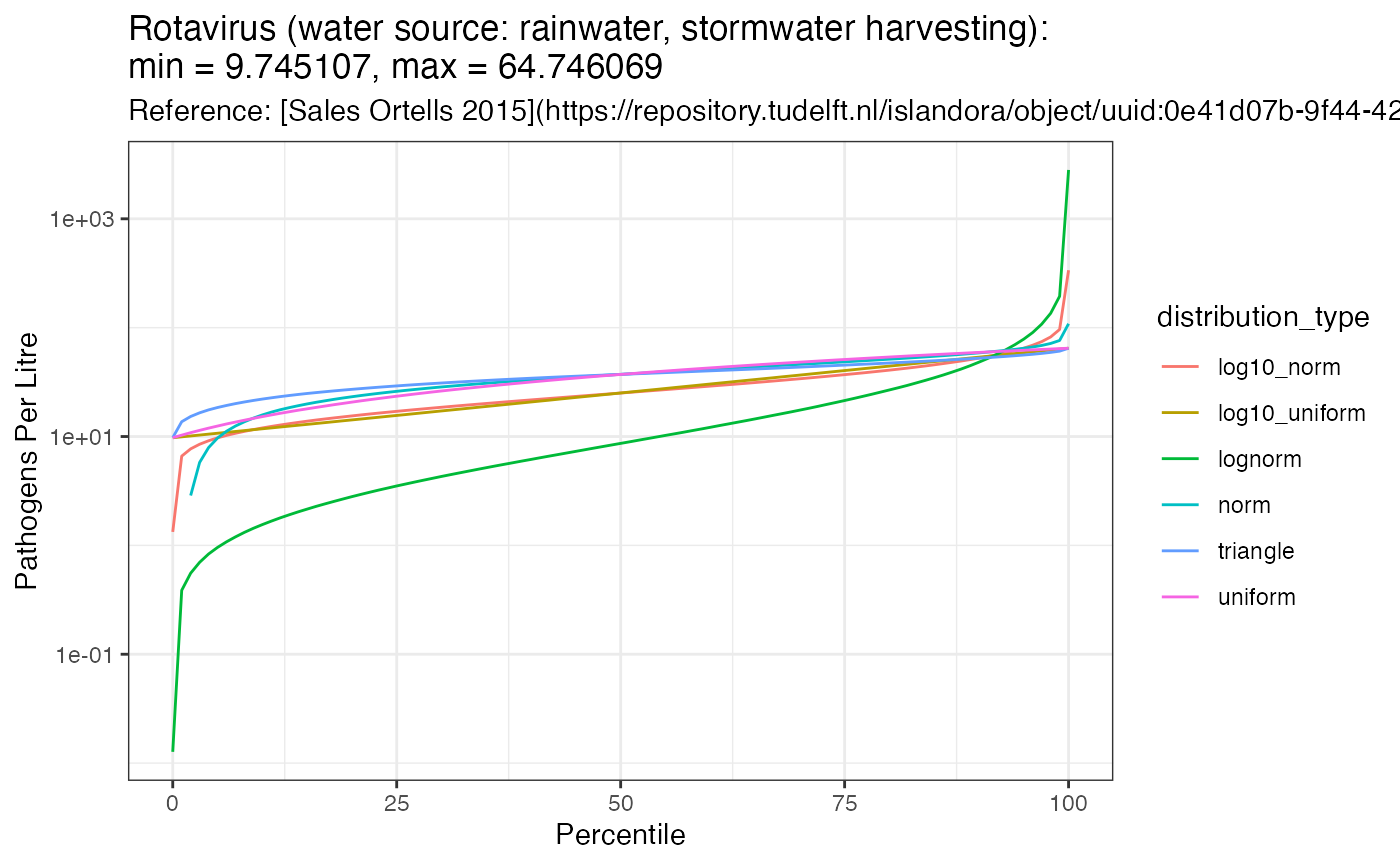 Rotavirus (water source: rainwater, stormwater harvesting):
min = 9.745107, max = 64.746069
Reference: [Sales Ortells 2015](https://repository.tudelft.nl/islandora/object/uuid:0e41d07b-9f44-42
Pathogens Per Litre
1e+03
1e+01
1e-01
0 25 50 75 100
Percentile
distribution_type
log10_norm
log10_uniform
lognorm
norm
triangle
uniform